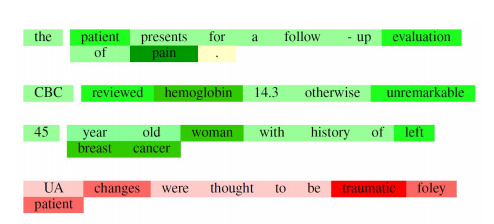 the patient presents for a follow - up evaluation
of pain .
CBC reviewed hemoglobin 14.3 otherwise unremarkable
45 year old woman with history of left
breast cancer
UA changes were thought to be traumatic foley
patient